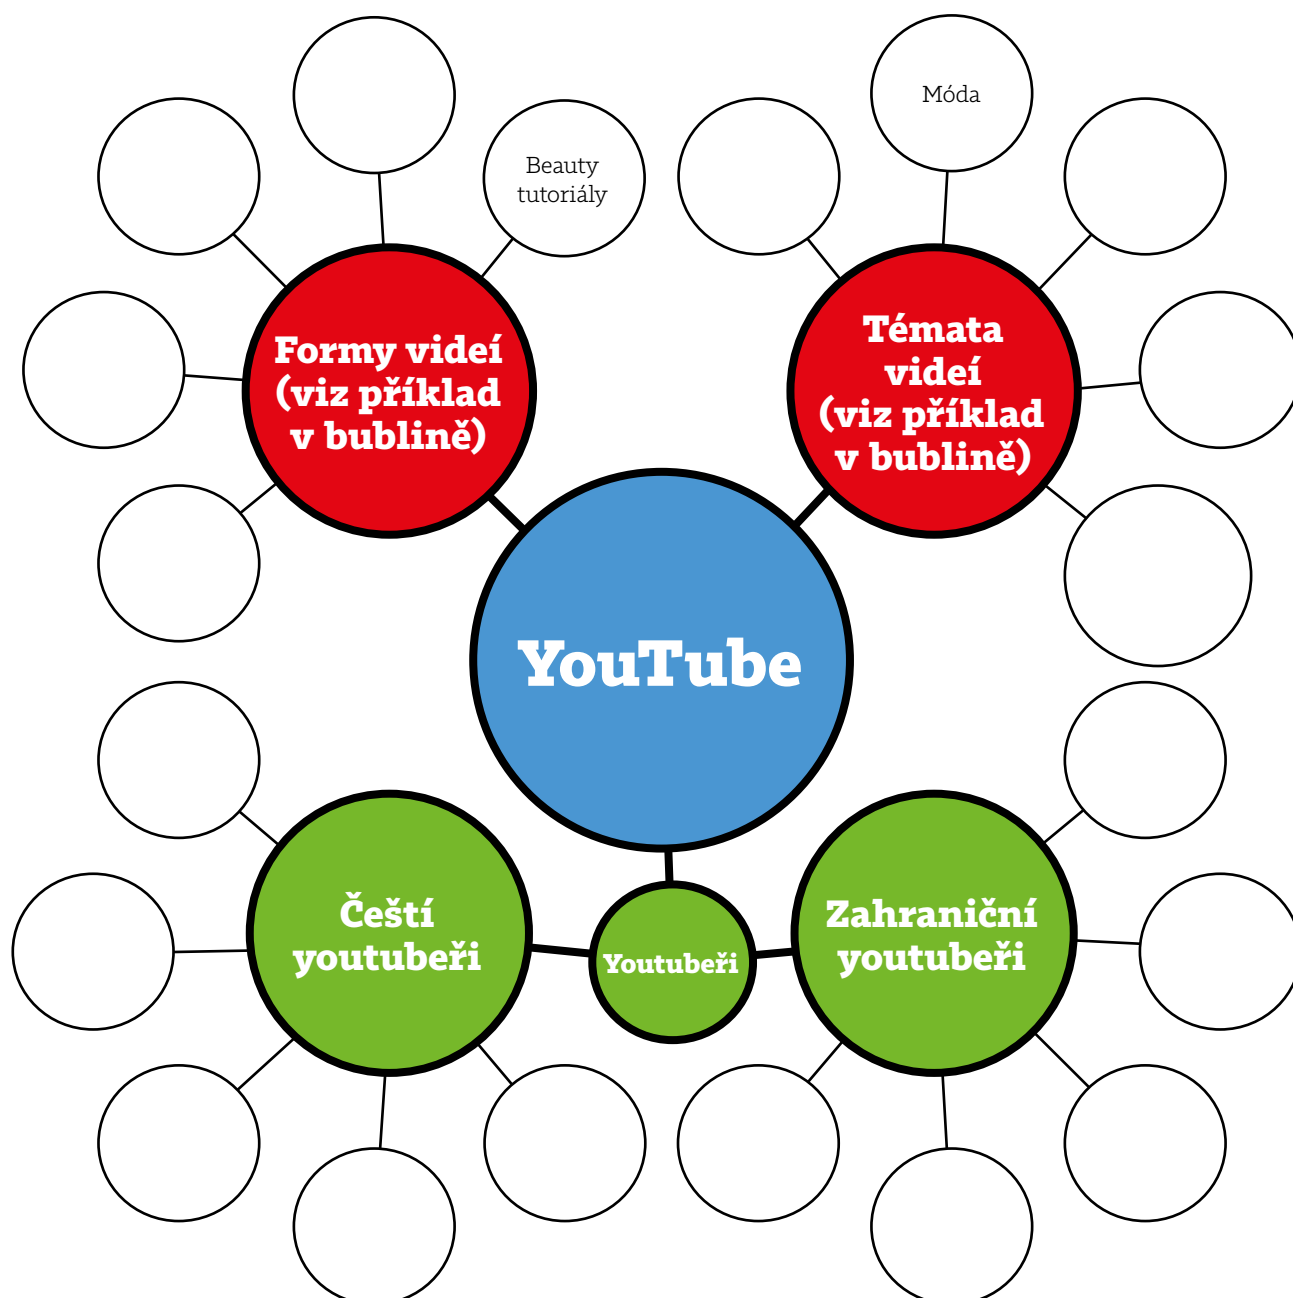 Móda
Beauty
tutoriály
Formy videí
(viz příklad
v bublině)
Témata
videí
(viz příklad
v bublině)
YouTube
Čeští
youtubeři
Youtubeři
Zahraniční
youtubeři